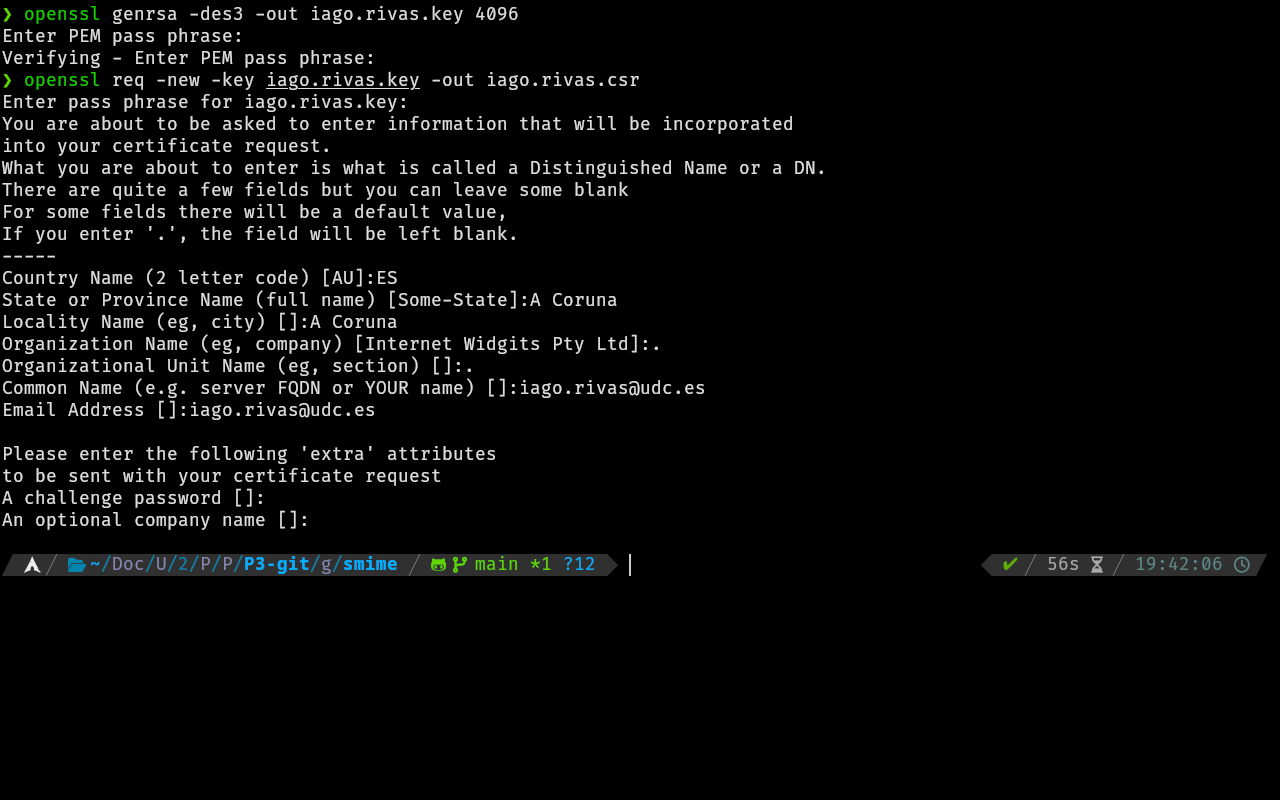 ❯ openssl genrsa -des3 -out iago.rivas.key 4096
Enter PEM pass phrase:
Verifying - Enter PEM pass phrase:
❯ openssl req -new -key iago.rivas.key -out iago.rivas.csr
Enter pass phrase for iago.rivas.key:
You are about to be asked to enter information that will be incorporated
into your certificate request.
What you are about to enter is what is called a Distinguished Name or a DN.
There are quite a few fields but you can leave some blank
For some fields there will be a default value,
If you enter '.', the field will be left blank.
-----
Country Name (2 letter code) [AU]:ES
State or Province Name (full name) [Some-State]:A Coruna
Locality Name (eg, city) []:A Coruna
Organization Name (eg, company) [Internet Widgits Pty Ltd]:.
Organizational Unit Name (eg, section) []:.
Common Name (e.g. server FQDN or YOUR name) []:iago.rivas@udc.es
Email Address []:iago.rivas@udc.es
Please enter the following 'extra' attributes
to be sent with your certificate request
A challenge password []:
An optional company name []:
~/Doc/U/2/P/P/P3-git/g/smime main *1 ?12 ✔ 56s 19:42:06